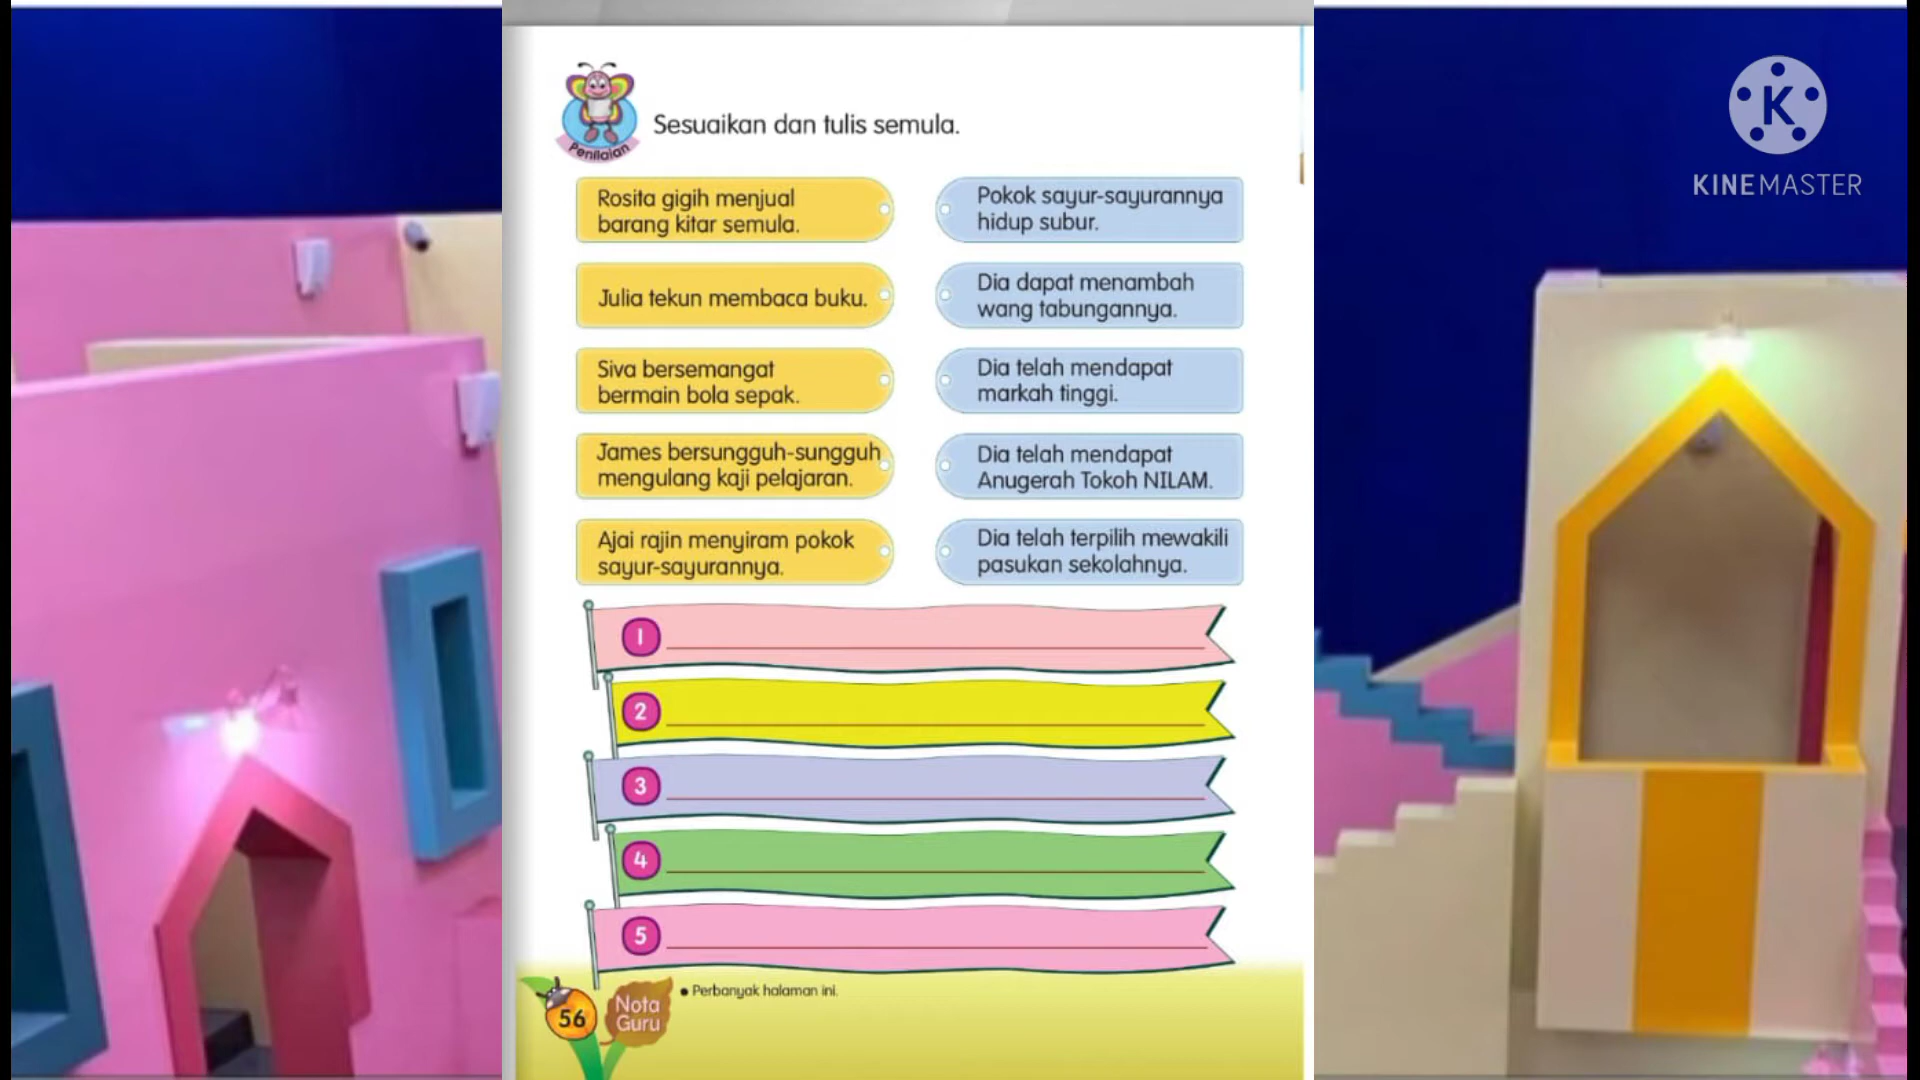 Penilaian
Sesuaikan dan tulis semula.
Rosita gigih menjual
barang kitar semula.
Pokok sayur-sayurannya
hidup subur.
Julia tekun membaca buku.
Dia dapat menambah
wang tabungannya.
Siva bersemangat
bermain bola sepak.
Dia telah mendapat
markah tinggi.
James bersungguh-sungguh
mengulang kaji pelajaran.
Dia telah mendapat
Anugerah Tokoh NILAM.
Ajai rajin menyiram pokok
sayur-sayurannya.
Dia telah terpilih mewakili
pasukan sekolahnya.
1
2
3
4
5
56
Nota
Guru
• Perbanyak halaman ini.
K
KINEMASTER